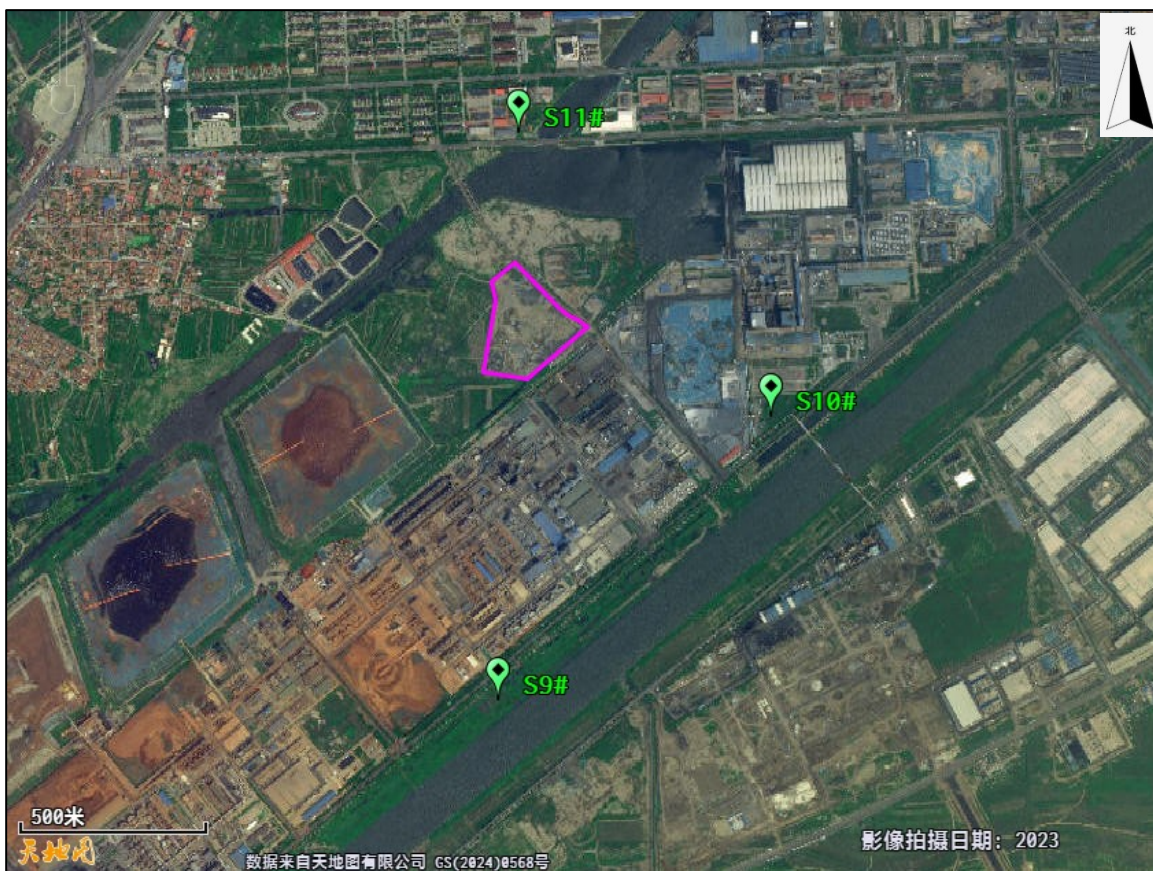 北
S11#
S10#
S9#
500米
天地图
数据来自天地图有限公司 GS(2024)0568号
影像拍摄日期: 2023